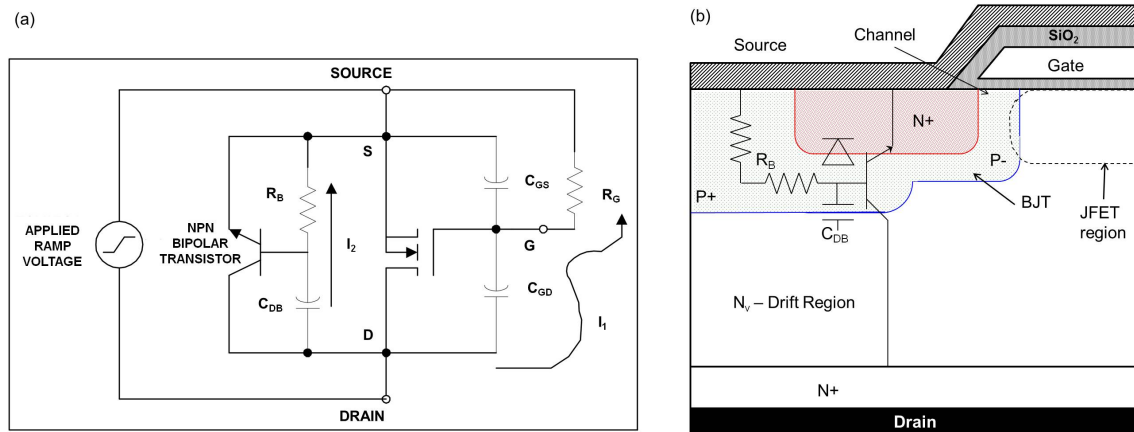 (a)
SOURCE
S
R_B
C_GS
R_G
APPLIED
RAMP
VOLTAGE
NPN
BIPOLAR
TRANSISTOR
I_2
G
C_DB
C_GD
I_1
D
DRAIN
(b)
Source
Channel
SiO_2
Gate
N+
R_B
P-
P+
BJT
JFET
region
C_DB
N_v – Drift Region
N+
Drain